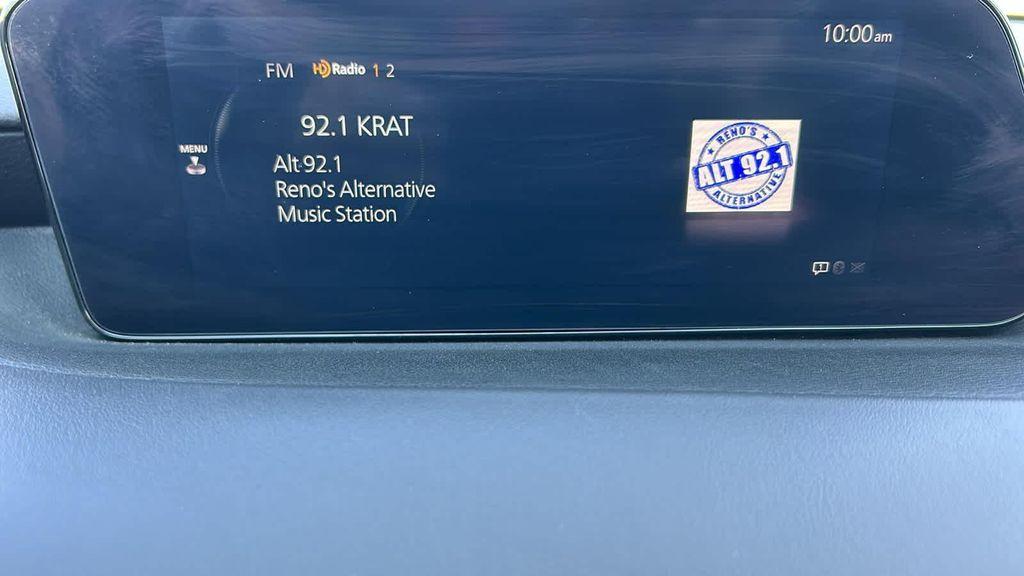 10:00am
FM HD Radio 1 2
92.1 KRAT
MENU
Alt 92.1
Reno's Alternative
Music Station
RENO'S
ALT 92.1
ALTERNATIVE